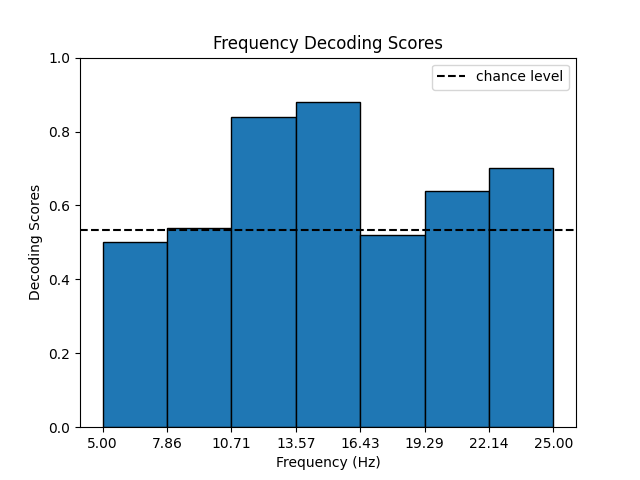 Frequency Decoding Scores
chance level
Decoding Scores
1.0
0.8
0.6
0.4
0.2
0.0
5.00 7.86 10.71 13.57 16.43 19.29 22.14 25.00
Frequency (Hz)